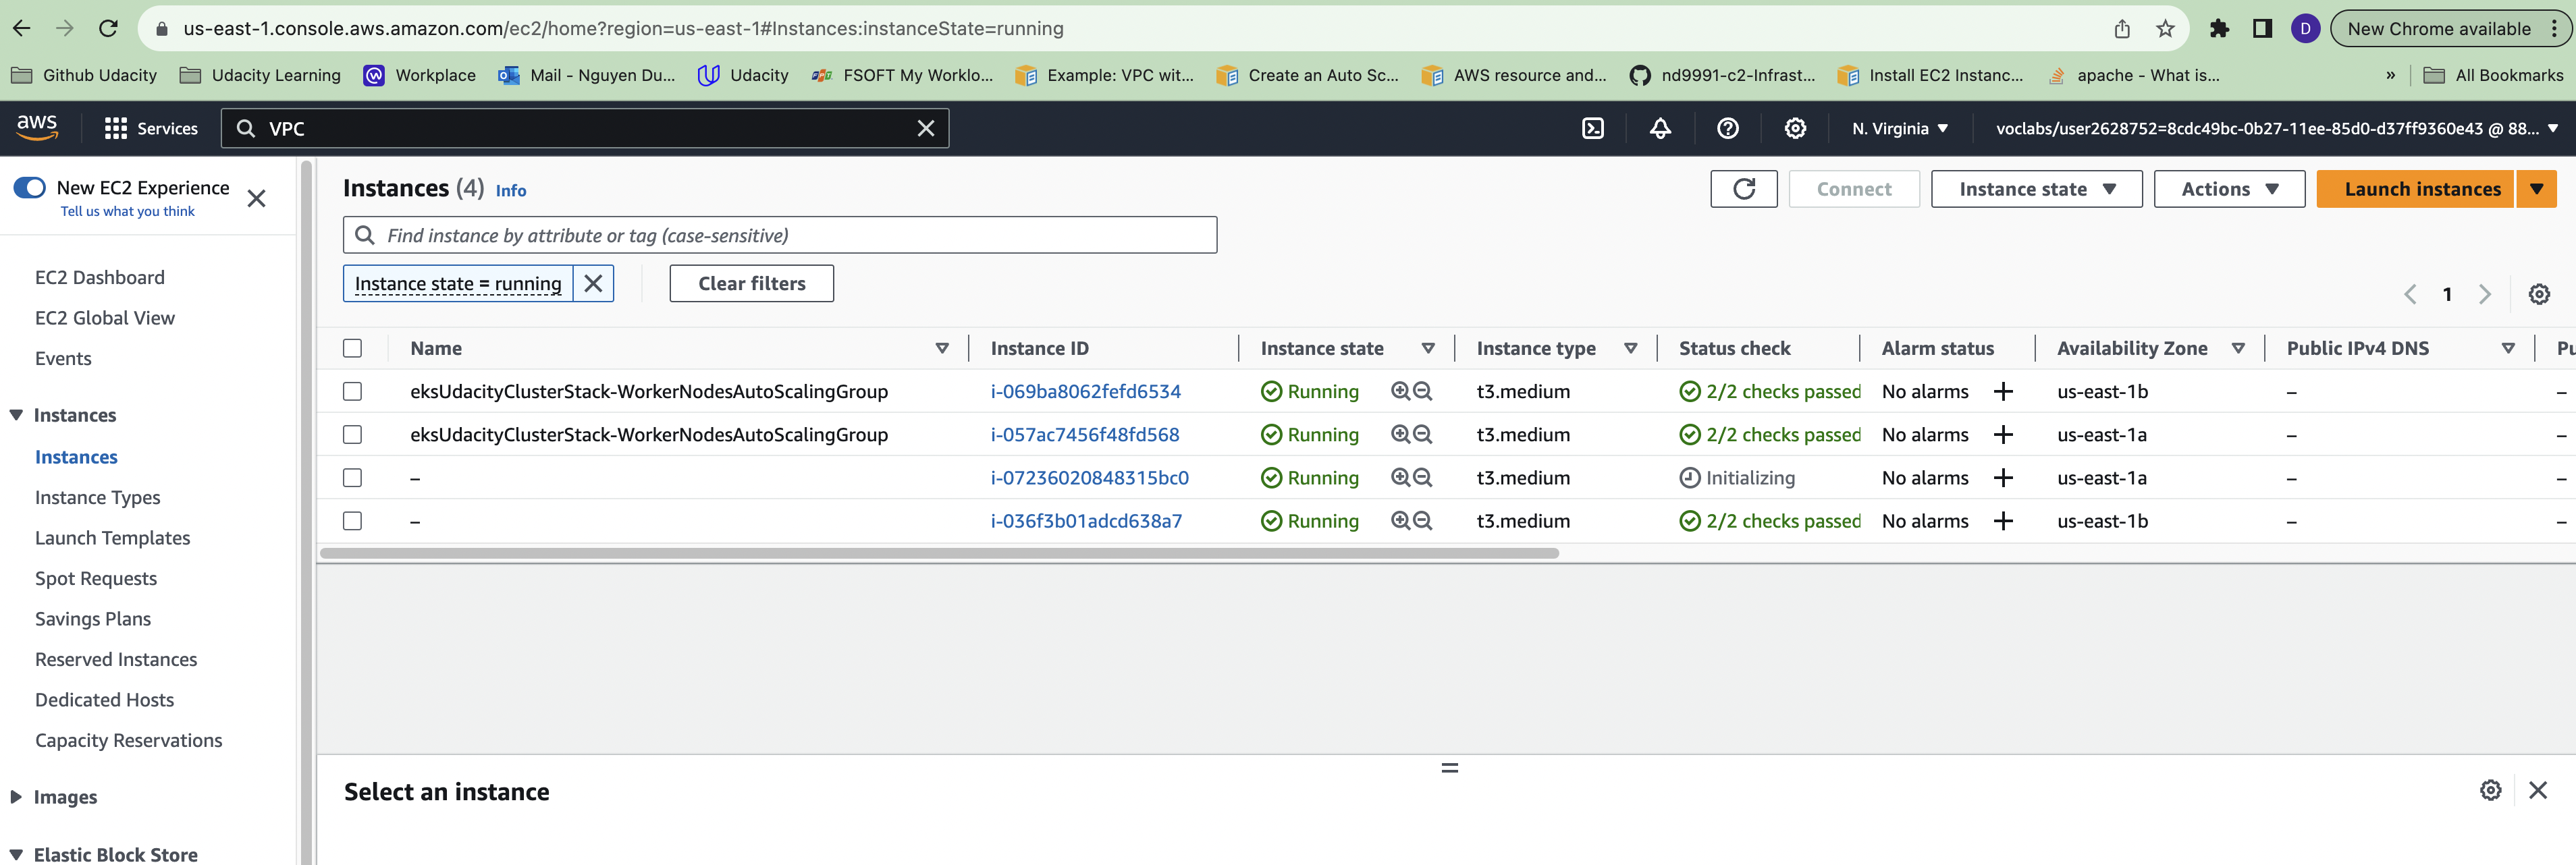 us-east-1.console.aws.amazon.com/ec2/home?region=us-east-1#Instances:instanceState=running
D
New Chrome available
Github Udacity
Udacity Learning
Workplace
Mail - Nguyen Du...
Udacity
FSOFT My Worklo...
Example: VPC wit...
Create an Auto Sc...
AWS resource and...
nd9991-c2-Infrast...
Install EC2 Instanc...
apache - What is...
»
All Bookmarks
aws
Services
VPC
N. Virginia
voclabs/user2628752=8cdc49bc-0b27-11ee-85d0-d37ff9360e43 @ 88...
New EC2 Experience
Tell us what you think
EC2 Dashboard
EC2 Global View
Events
Instances
Instances
Instance Types
Launch Templates
Spot Requests
Savings Plans
Reserved Instances
Dedicated Hosts
Capacity Reservations
Images
Elastic Block Store
Instances (4) Info
Connect
Instance state
Actions
Launch instances
Find instance by attribute or tag (case-sensitive)
Instance state = running
Clear filters
1
Name Instance ID Instance state Instance type Status check Alarm status Availability Zone Public IPv4 DNS Pu
eksUdacityClusterStack-WorkerNodesAutoScalingGroup i-069ba8062fefd6534 Running t3.medium 2/2 checks passed No alarms + us-east-1b – –
eksUdacityClusterStack-WorkerNodesAutoScalingGroup i-057ac7456f48fd568 Running t3.medium 2/2 checks passed No alarms + us-east-1a – –
– i-07236020848315bc0 Running t3.medium Initializing No alarms + us-east-1a – –
– i-036f3b01adcd638a7 Running t3.medium 2/2 checks passed No alarms + us-east-1b – –
Select an instance